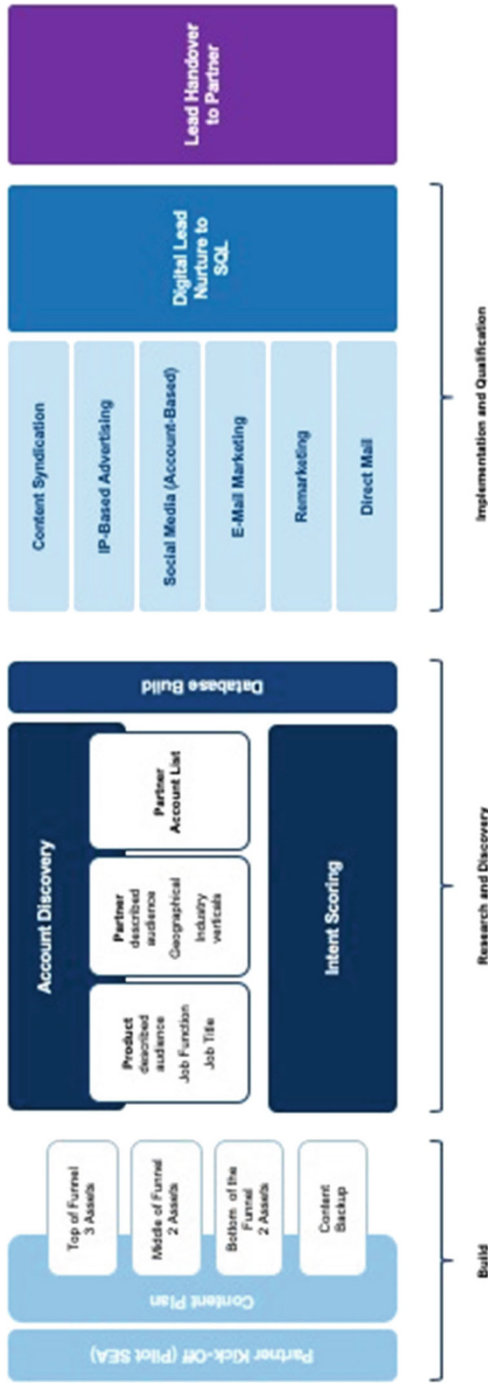 Partner Kick-Off (Pilot SEA)
Content Plan
Top of Funnel
3 Assets
Middle of Funnel
2 Assets
Bottom of the
Funnel
2 Assets
Content
Backup
Build
Account Discovery
Product
described
audience
Job Function
Job Title
Partner
described
audience
Geographical
Industry
verticals
Partner
Account List
Intent Scoring
Database Build
Research and Discovery
Content Syndication
IP-Based Advertising
Social Media (Account-Based)
E-Mail Marketing
Remarketing
Direct Mail
Digital Lead
Nurture to
SQL
Implementation and Qualification
Lead Handover
to Partner